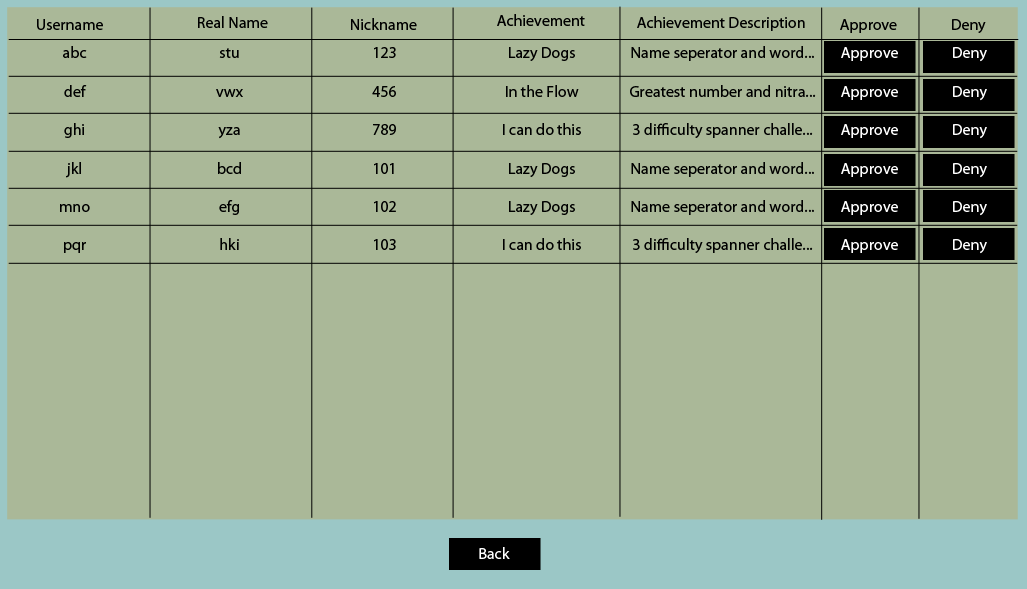 Username Real Name Nickname Achievement Achievement Description Approve Deny
abc stu 123 Lazy Dogs Name seperator and word... Approve Deny
def vwx 456 In the Flow Greatest number and nitra... Approve Deny
ghi yza 789 I can do this 3 difficulty spanner challe... Approve Deny
jkl bcd 101 Lazy Dogs Name seperator and word... Approve Deny
mno efg 102 Lazy Dogs Name seperator and word... Approve Deny
pqr hki 103 I can do this 3 difficulty spanner challe... Approve Deny
Back